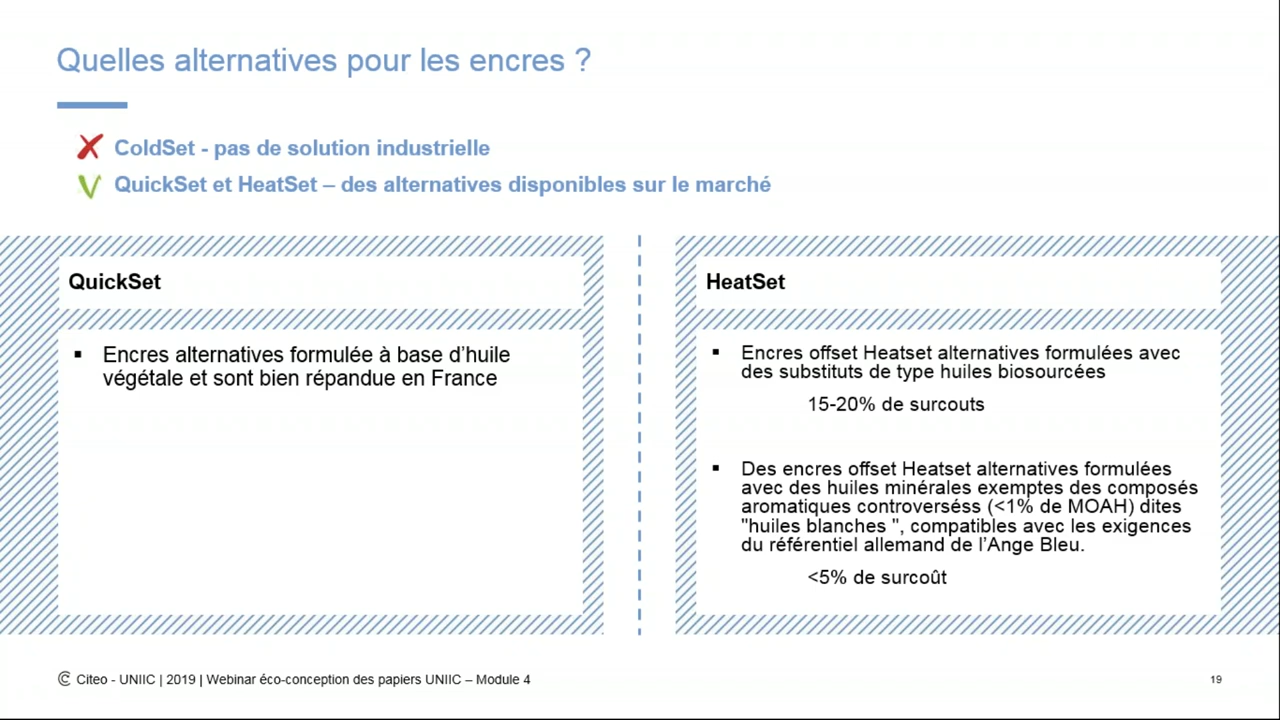 Quelles alternatives pour les encres ?
ColdSet - pas de solution industrielle
QuickSet et HeatSet – des alternatives disponibles sur le marché
QuickSet
▪ Encres alternatives formulée à base d’huile
végétale et sont bien répandue en France
HeatSet
▪ Encres offset Heatset alternatives formulées avec
des substituts de type huiles biosourcées
15-20% de surcouts
▪ Des encres offset Heatset alternatives formulées
avec des huiles minérales exemptes des composés
aromatiques controverséss (<1% de MOAH) dites
"huiles blanches ", compatibles avec les exigences
du référentiel allemand de l’Ange Bleu.
<5% de surcoût
Citeo - UNIIC | 2019 | Webinar éco-conception des papiers UNIIC – Module 4
19